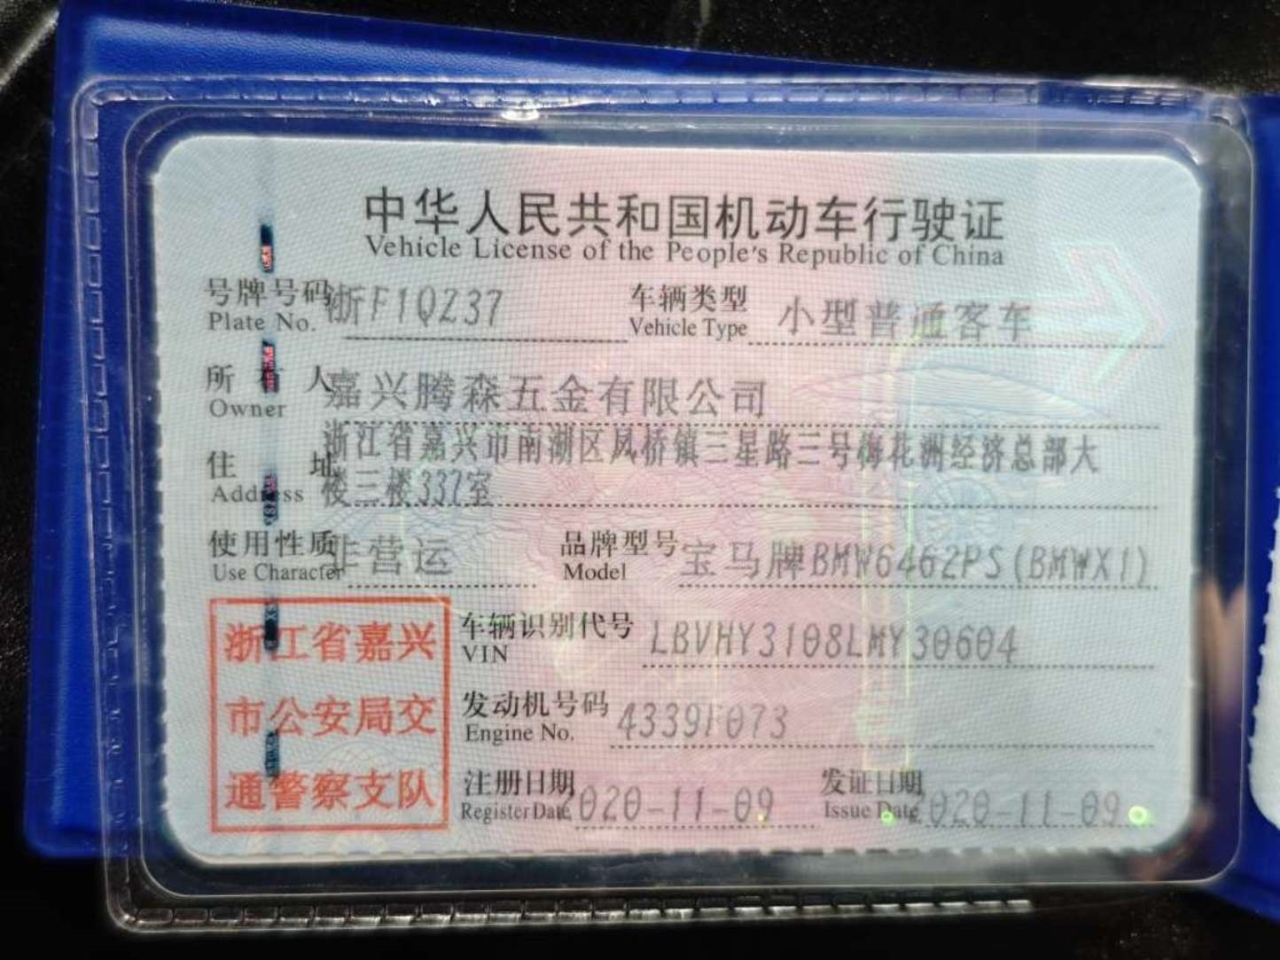 中华人民共和国机动车行驶证
Vehicle License of the People's Republic of China
号牌号码 浙F1QZ37 车辆类型 小型普通客车
Plate No. Vehicle Type
所 人 嘉兴腾森五金有限公司
Owner
住 址 浙江省嘉兴市南湖区凤桥镇三星路三号梅花洲经济总部大
Address 楼三楼337室
使用性质 非营运 品牌型号 宝马牌BMW6462PS(BMWX1)
Use Character Model
浙江省嘉兴
市公安局交
通警察支队
车辆识别代号 LBVHY3108LMY30604
VIN
发动机号码 4339F073
Engine No.
注册日期 2020-11-09 发证日期 2020-11-09
Register Date Issue Date